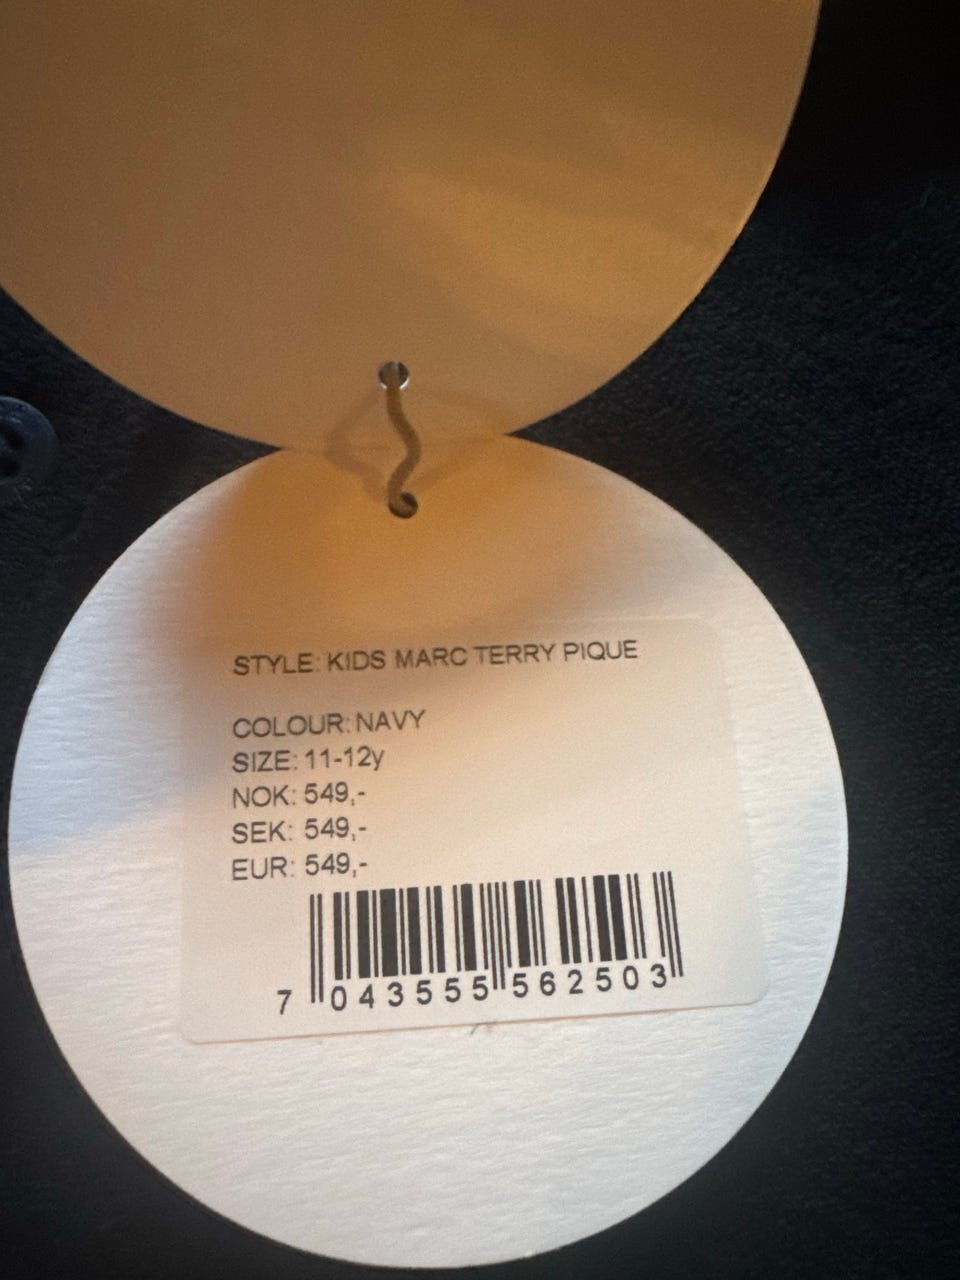 STYLE: KIDS MARC TERRY PIQUE
COLOUR: NAVY
SIZE: 11-12y
NOK: 549,-
SEK: 549,-
EUR: 549,-
7 043555 562503